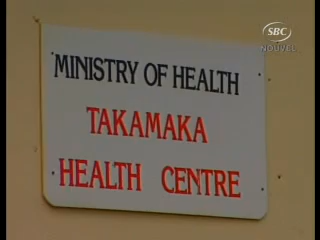 SBC
NOUVEL
MINISTRY OF HEALTH
TAKAMAKA
HEALTH CENTRE